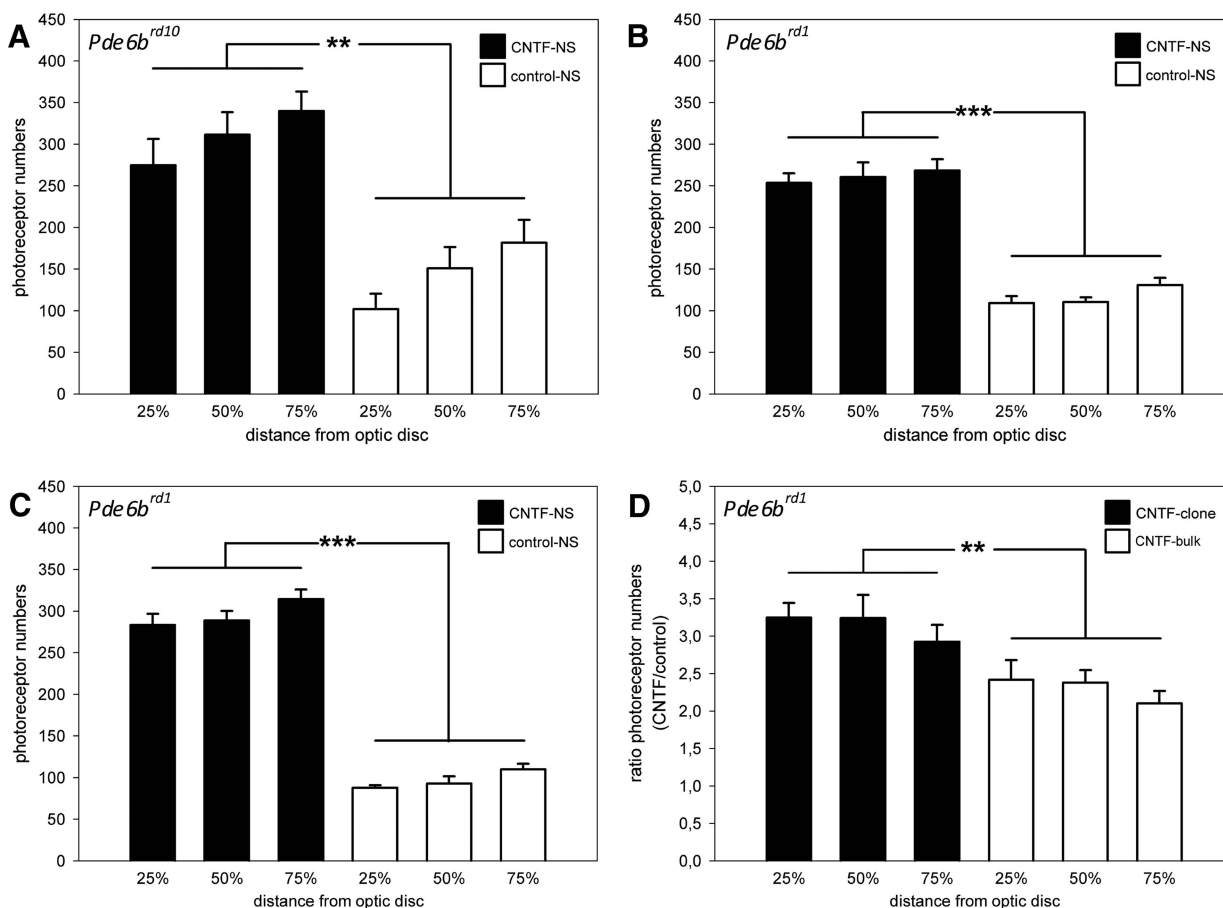 A
Pde6b^rd10
CNTF-NS
control-NS
**
photoreceptor numbers
450
400
350
300
250
200
150
100
50
0
25% 50% 75% 25% 50% 75%
distance from optic disc
B
Pde6b^rd1
CNTF-NS
control-NS
***
photoreceptor numbers
450
400
350
300
250
200
150
100
50
0
25% 50% 75% 25% 50% 75%
distance from optic disc
C
Pde6b^rd1
CNTF-NS
control-NS
***
photoreceptor numbers
450
400
350
300
250
200
150
100
50
0
25% 50% 75% 25% 50% 75%
distance from optic disc
D
Pde6b^rd1
CNTF-clone
CNTF-bulk
**
ratio photoreceptor numbers
(CNTF/control)
5,0
4,5
4,0
3,5
3,0
2,5
2,0
1,5
1,0
0,5
0,0
25% 50% 75% 25% 50% 75%
distance from optic disc